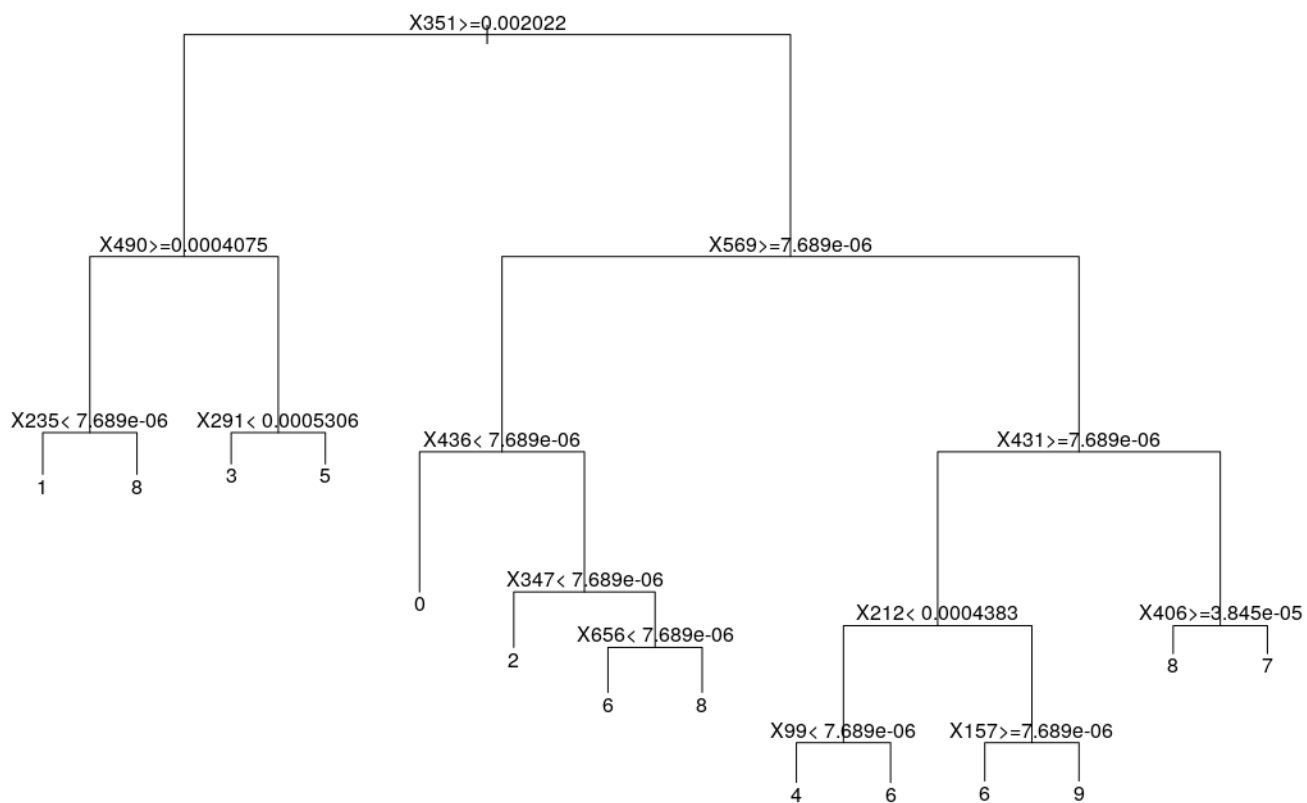 X351>=0.002022
X490>=0.0004075
X569>=7.689e-06
X235< 7.689e-06
X291< 0.0005306
X436< 7.689e-06
X431>=7.689e-06
1
8
3
5
X347< 7.689e-06
0
X212< 0.0004383
X406>=3.845e-05
X656< 7.689e-06
2
8
7
6
8
X99< 7.689e-06
X157>=7.689e-06
4
6
6
9